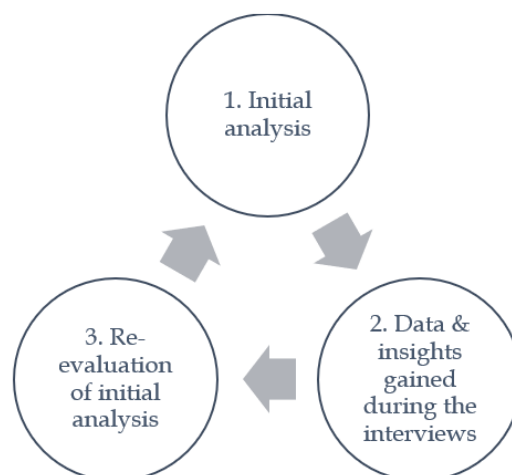 1. Initial
analysis
2. Data &
insights
gained
during the
interviews
3. Re-
evaluation
of initial
analysis